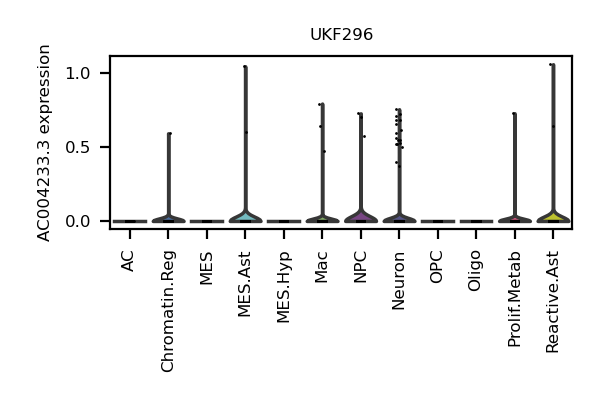 UKF296
AC004233.3 expression
1.0
0.5
0.0
AC
Chromatin.Reg
MES
MES.Ast
MES.Hyp
Mac
NPC
Neuron
OPC
Oligo
Prolif.Metab
Reactive.Ast